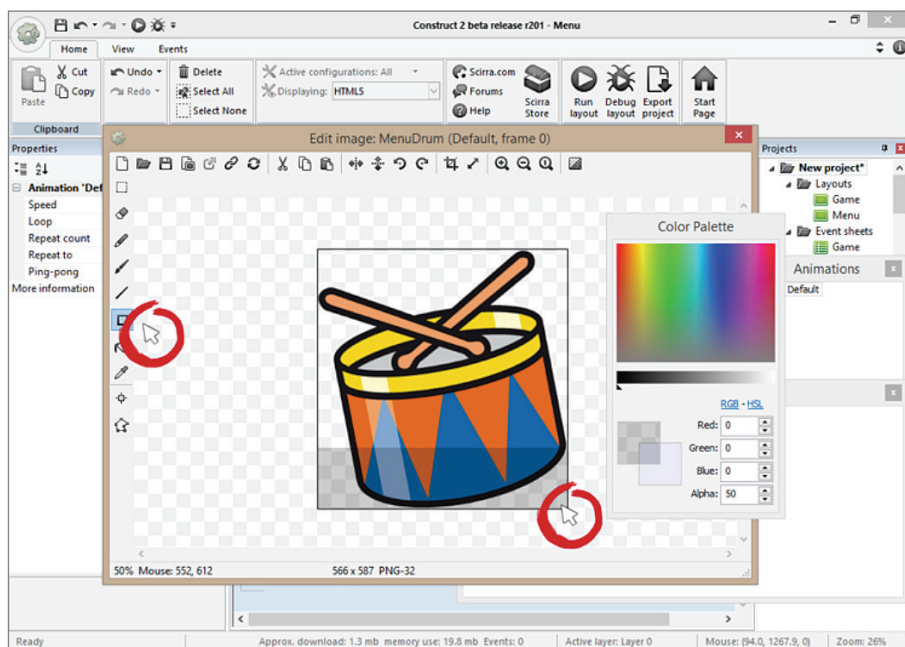 Construct 2 beta release r201 - Menu
Home View Events
Paste
Cut
Copy
Clipboard
Undo
Redo
Delete
Select All
Select None
Active configurations: All
Displaying: HTML5
Scirra.com
Forums
Help
Scirra Store
Run layout
Debug layout
Export project
Start Page
Properties
Animation 'Def
Speed
Loop
Repeat count
Repeat to
Ping-pong
More information
Edit image: MenuDrum (Default, frame 0)
Color Palette
RGB - HSL
Red: 0
Green: 0
Blue: 0
Alpha: 50
50% Mouse: 552, 612 566 x 587 PNG-32
Projects
New project*
Layouts
Game
Menu
Event sheets
Game
Animations
Default
Ready Approx. download: 1.3 mb memory use: 19.8 mb Events: 0 Active layer: Layer 0 Mouse: (94.0, 1267.9, 0) Zoom: 26%